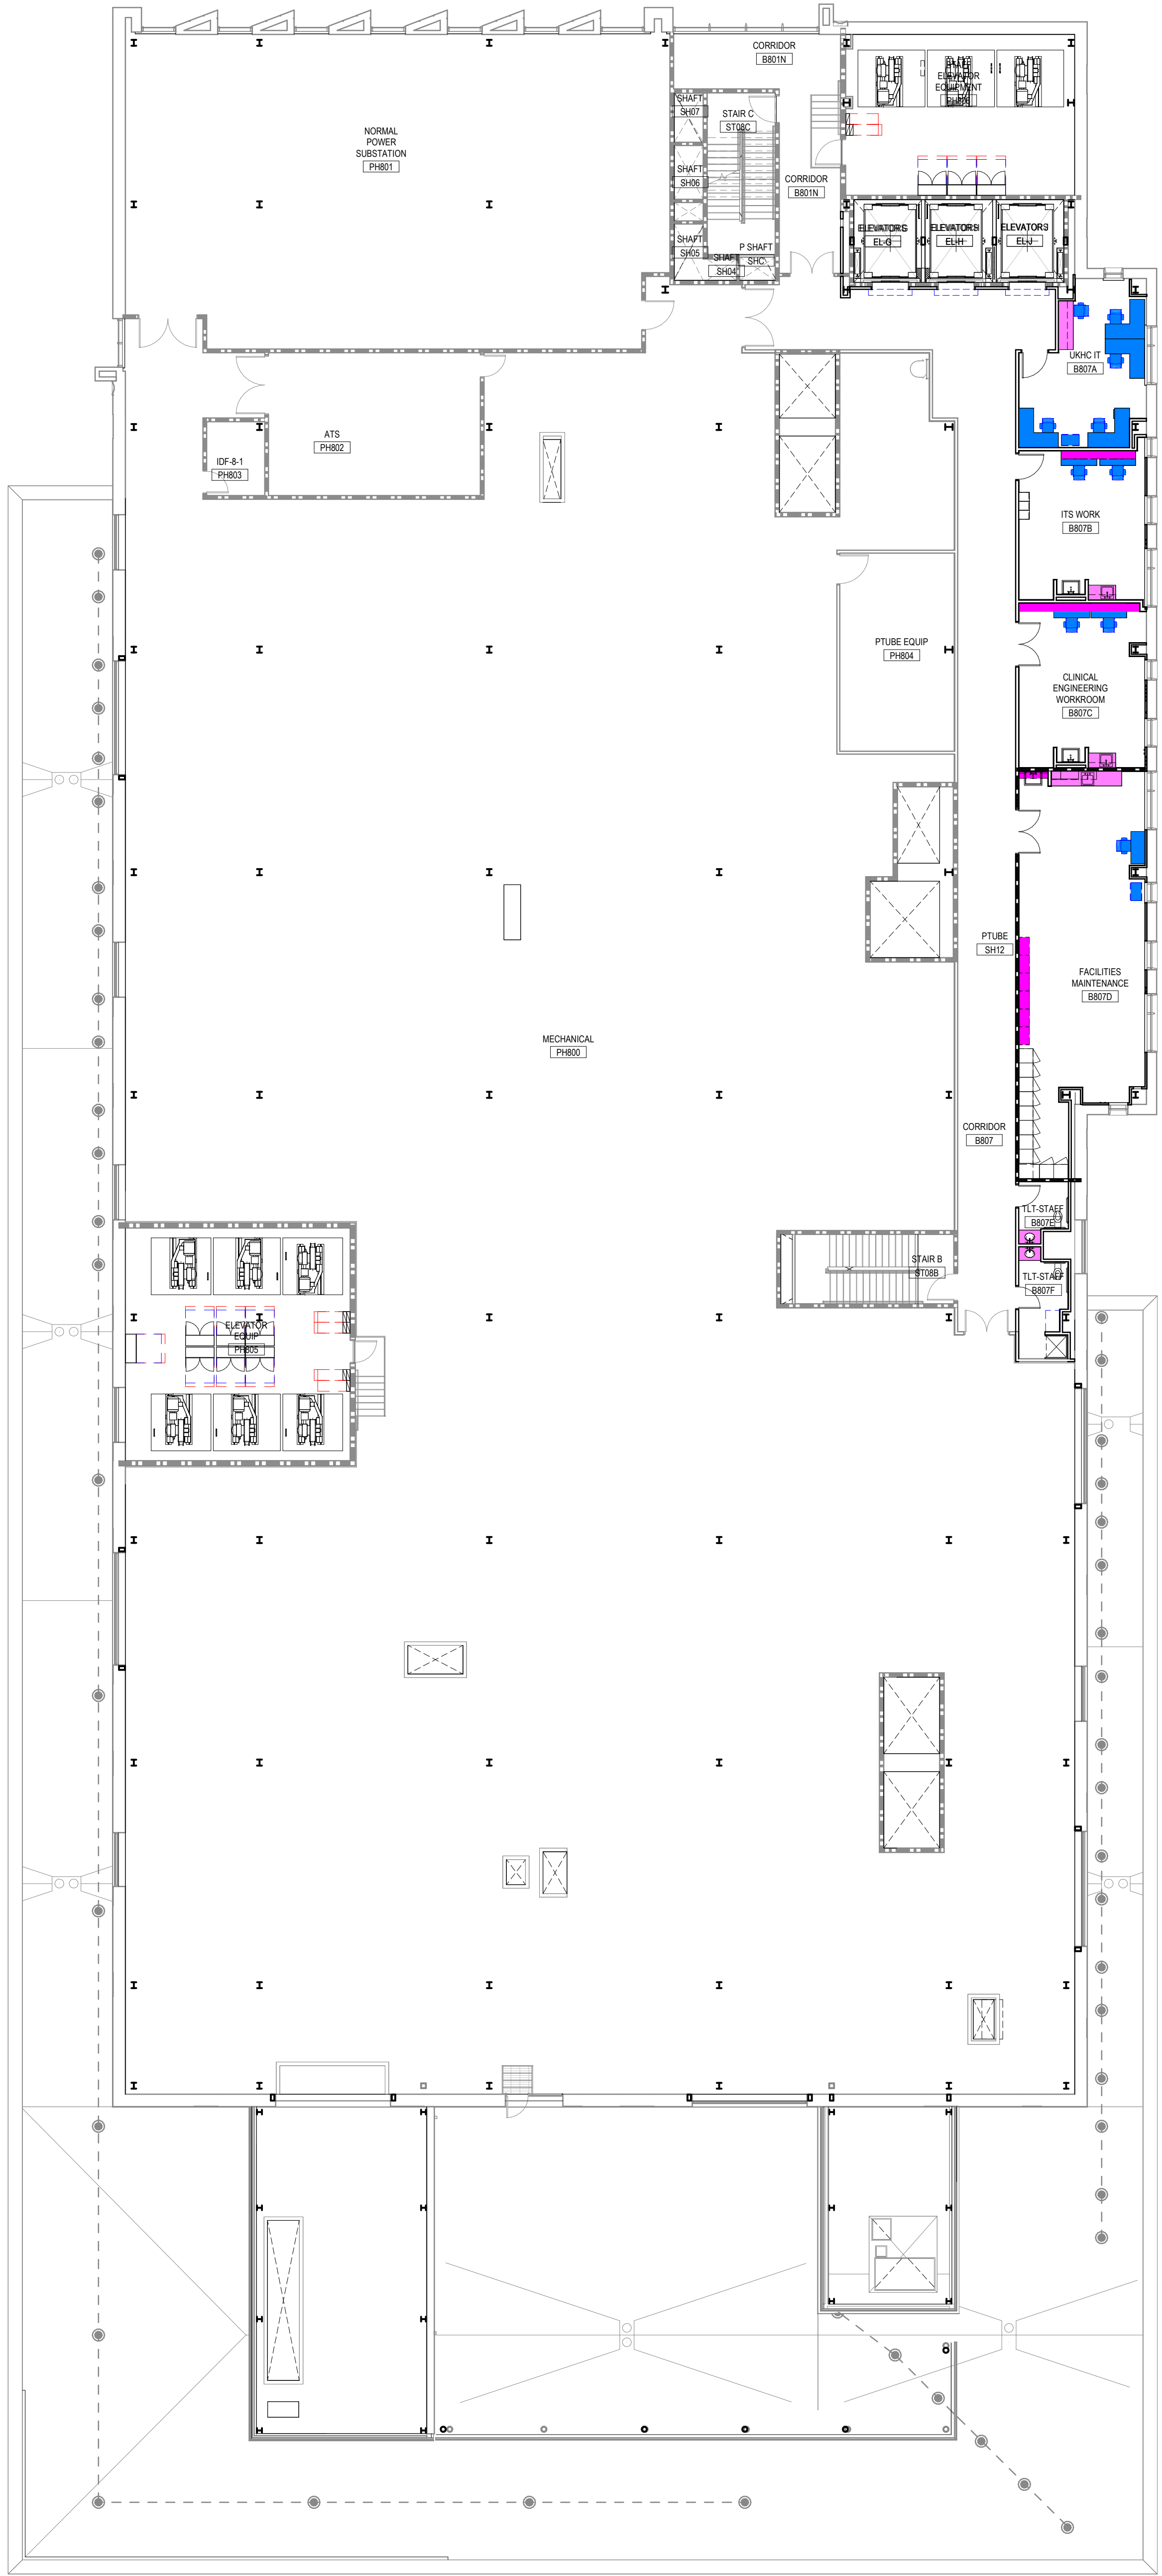 CORRIDOR
B801N
ELEVATOR
EQUIPMENT
SHAFT
SH07
STAIR C
ST08C
NORMAL
POWER
SUBSTATION
PH801
SHAFT
SH06
CORRIDOR
B801N
EL-G
EL-H
ELEVATORS
EL-J
SHAFT
SH05
P SHAFT
SHC
SHAFT
SH04
UKHC IT
B807A
ATS
PH802
IDF-8-1
PH803
ITS WORK
B807B
PTUBE EQUIP
PH804
CLINICAL
ENGINEERING
WORKROOM
B807C
PTUBE
SH12
FACILITIES
MAINTENANCE
B807D
MECHANICAL
PH800
CORRIDOR
B807
TLT-STAFF
B807E
STAIR B
ST08B
TLT-STAFF
B807F
ELEVATOR
EQUIP
PH805